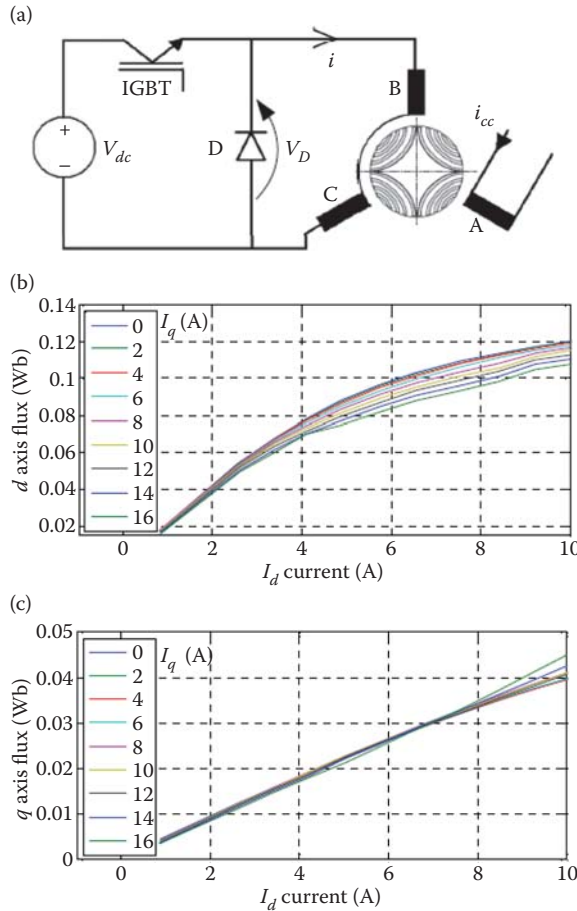 (a)
IGBT
i
B
i_cc
+
−
V_dc
D
V_D
C
A
(b)
0.14
0.12
0.1
0.08
0.06
0.04
0.02
d axis flux (Wb)
I_q (A)
0
2
4
6
8
10
12
14
16
0 2 4 6 8 10
I_d current (A)
(c)
0.05
0.04
0.03
0.02
0.01
0
q axis flux (Wb)
I_q (A)
0
2
4
6
8
10
12
14
16
0 2 4 6 8 10
I_d current (A)